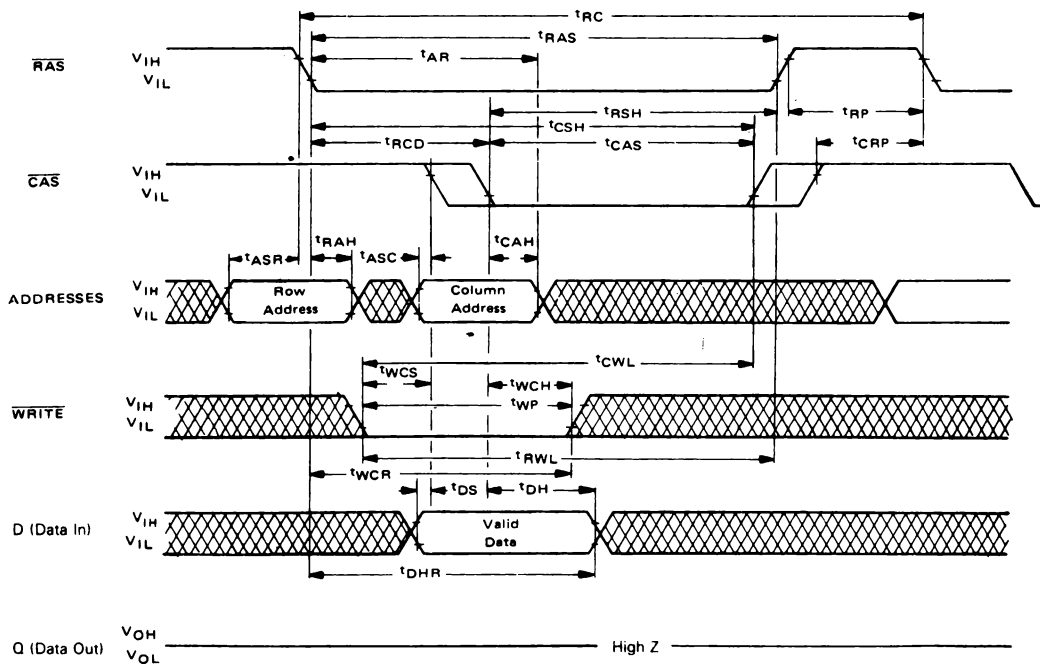 tRC
tRAS
tAR
RAS
VIH
VIL
tRSH
tRP
tCSH
tRCD
tCAS
tCRP
CAS
VIH
VIL
tASR
tRAH
tASC
tCAH
ADDRESSES
VIH
VIL
Row
Address
Column
Address
tCWL
tWCS
tWCH
tWP
WRITE
VIH
VIL
tRWL
tWCR
tDS
tDH
D (Data In)
VIH
VIL
Valid
Data
tDHR
Q (Data Out)
VOH
VOL
High Z